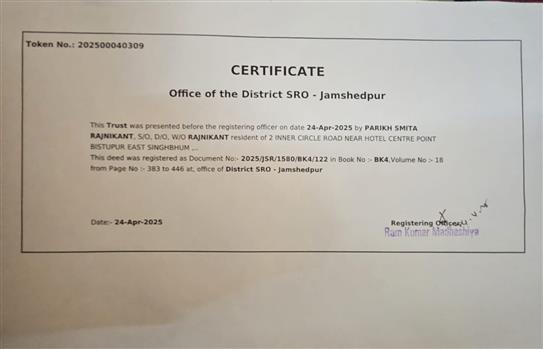 Token No.: 202500040309
CERTIFICATE
Office of the District SRO - Jamshedpur
This Trust was presented before the registering officer on date 24-Apr-2025 by PARIKH SMITA
RAJNIKANT, S/O, D/O, W/O RAJNIKANT resident of 2 INNER CIRCLE ROAD NEAR HOTEL CENTRE POINT
BISTUPUR EAST SINGHBHUM ...
This deed was registered as Document No:- 2025/JSR/1580/BK4/122 in Book No :- BK4,Volume No :- 18
from Page No :- 383 to 446 at, office of District SRO - Jamshedpur
Date:- 24-Apr-2025
Registering Officer
Ram Kumar Madheshiya